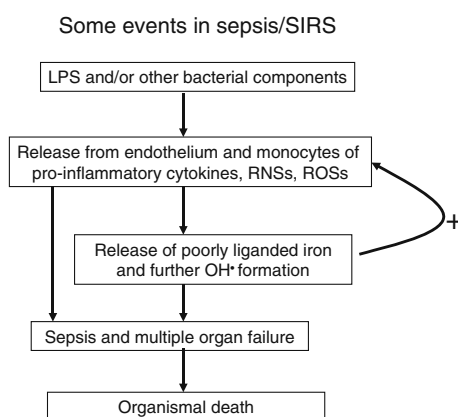 Some events in sepsis/SIRS
LPS and/or other bacterial components
Release from endothelium and monocytes of
pro-inflammatory cytokines, RNSs, ROSs
+
Release of poorly liganded iron
and further OH• formation
Sepsis and multiple organ failure
Organismal death